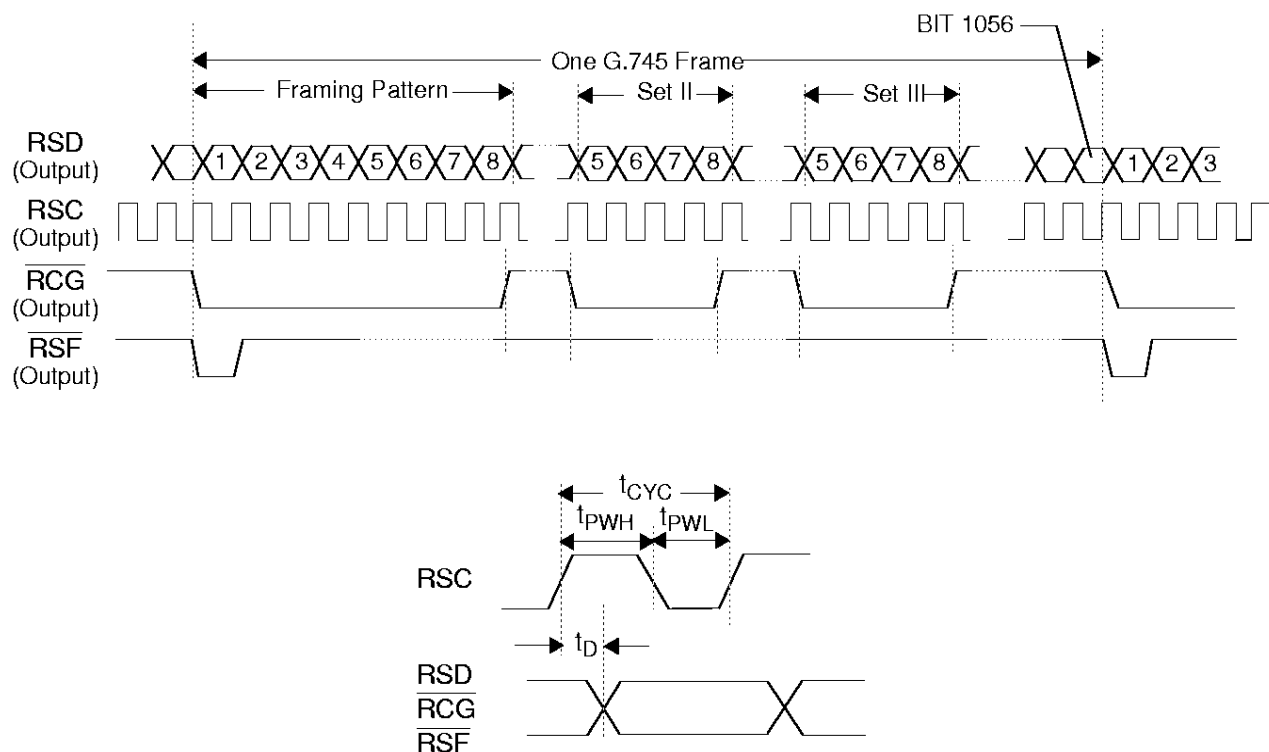 BIT 1056
One G.745 Frame
Framing Pattern Set II Set III
RSD
(Output)
1 2 3 4 5 6 7 8 5 6 7 8 5 6 7 8 1 2 3
RSC
(Output)
RCG
(Output)
RSF
(Output)
tCYC
tPWH tPWL
RSC
tD
RSD
RCG
RSF